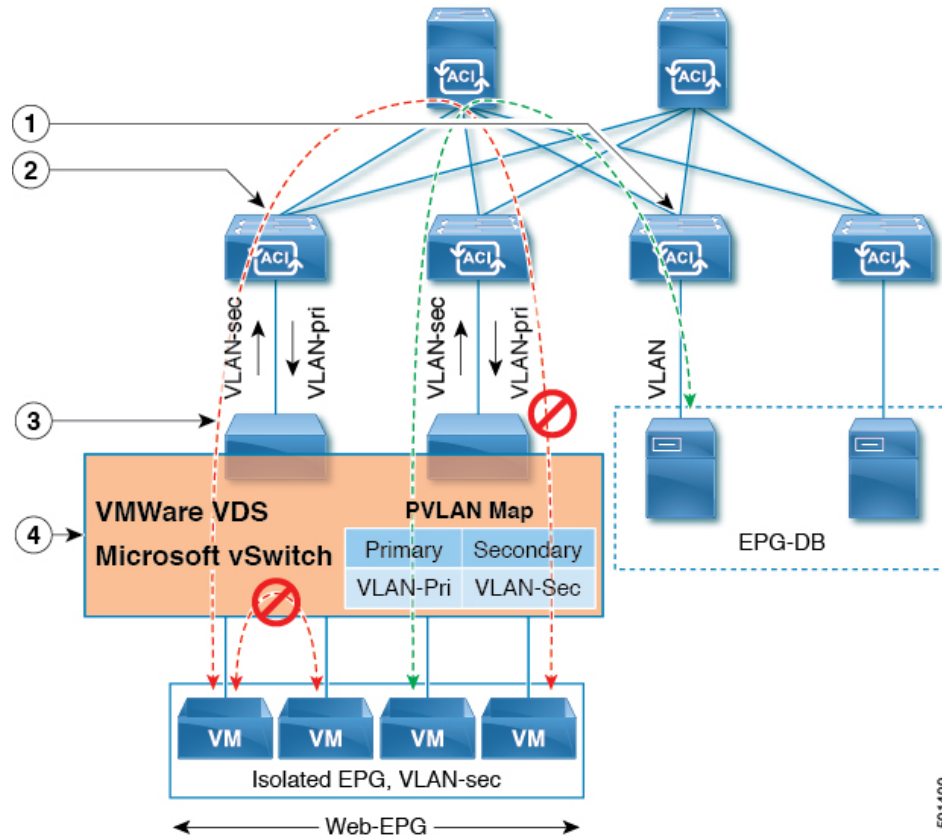 ACI
ACI
1
2
ACI
ACI
ACI
ACI
VLAN-sec
VLAN-pri
VLAN-sec
VLAN-pri
VLAN
3
4
VMWare VDS
Microsoft vSwitch
PVLAN Map
Primary
Secondary
VLAN-Pri
VLAN-Sec
EPG-DB
VM
VM
VM
VM
Isolated EPG, VLAN-sec
Web-EPG